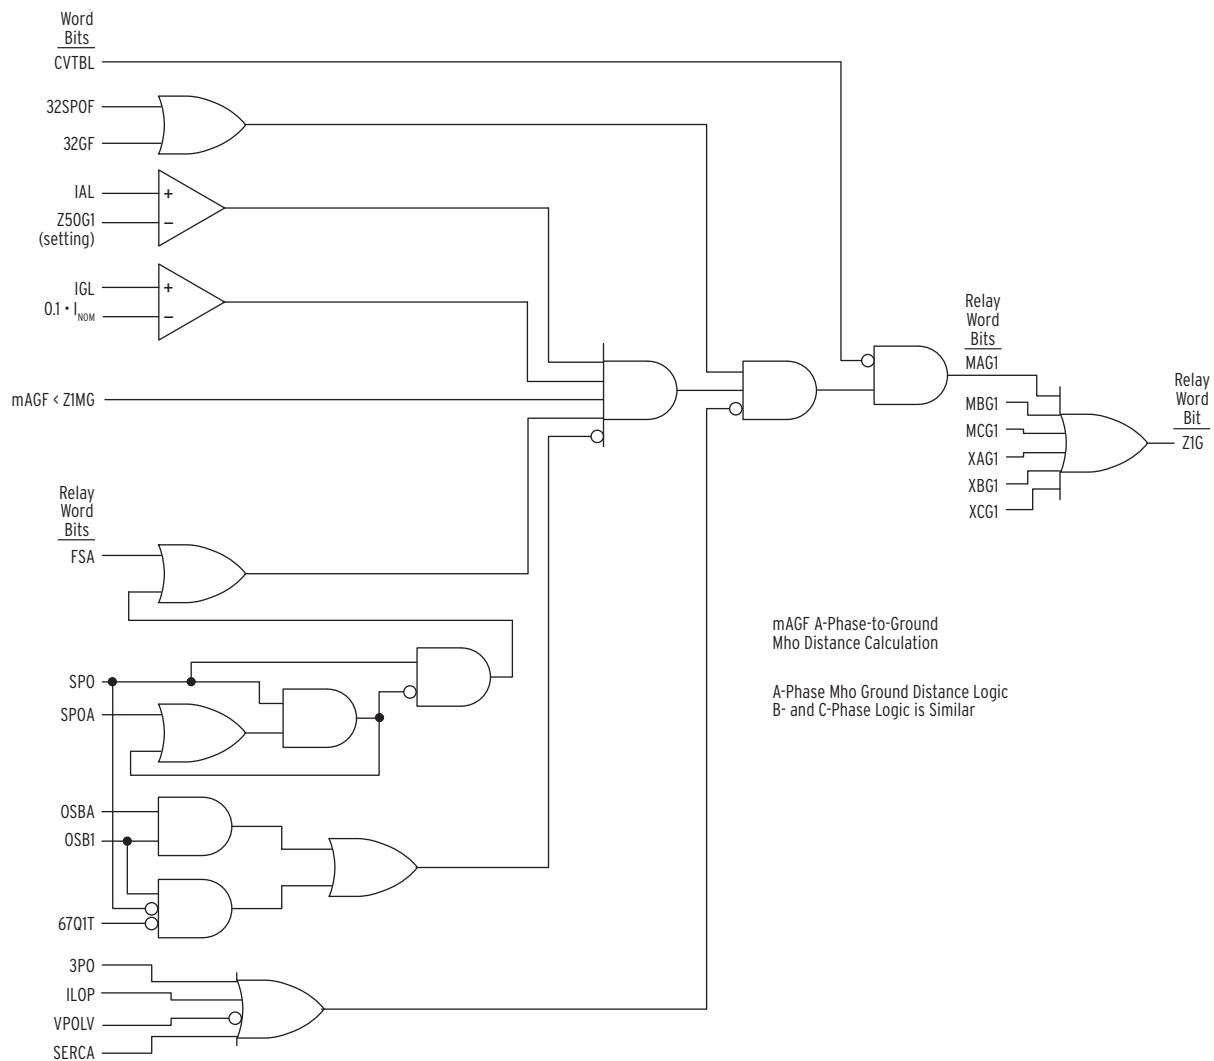 Word
Bits
CVTBL
32SPOF
32GF
IAL
+
Z50G1
−
(setting)
IGL
+
0.1 • INOM
−
mAGF < Z1MG
Relay
Word
Bits
MAG1
MBG1
MCG1
XAG1
XBG1
XCG1
Relay
Word
Bit
Z1G
Relay
Word
Bits
FSA
SPO
SPOA
OSBA
OSB1
67Q1T
3PO
ILOP
VPOLV
SERCA
mAGF A-Phase-to-Ground
Mho Distance Calculation
A-Phase Mho Ground Distance Logic
B- and C-Phase Logic is Similar